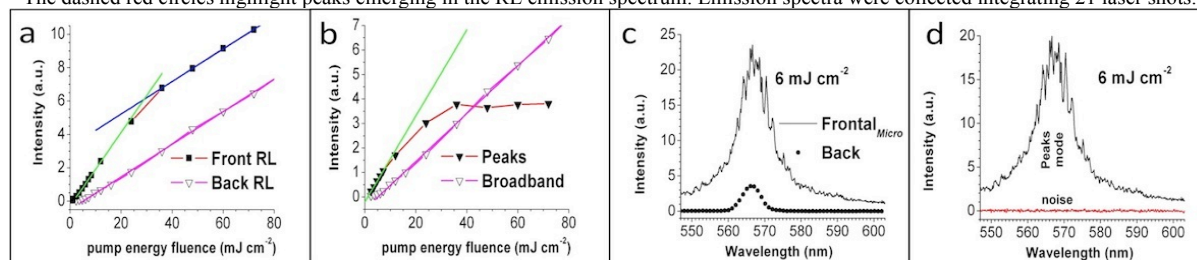 The dashed red circles highlight peaks emerging in the RL emission spectrum. Emission spectra were collected integrating 21 laser shots.
a
10
8
6
4
2
0
Intensity (a.u.)
Front RL
Back RL
0 20 40 60 80
pump energy fluence (mJ cm-2)
b
7
6
5
4
3
2
1
0
Intensity (a.u.)
Peaks
Broadband
0 20 40 60 80
pump energy fluence (mJ cm-2)
c
25
20
15
10
5
0
Intensity (a.u.)
6 mJ cm-2
Frontal Micro
Back
550 560 570 580 590 600
Wavelength (nm)
d
20
15
10
5
0
Intensity (a.u.)
6 mJ cm-2
Peaks
mode
noise
550 560 570 580 590 600
Wavelength (nm)